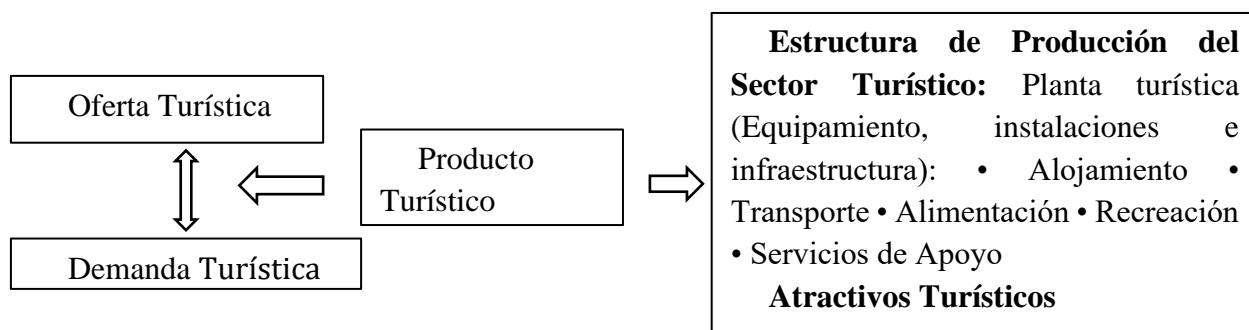 Oferta Turística
Demanda Turística
Producto
Turístico
Estructura de Producción del
Sector Turístico: Planta turística
(Equipamiento, instalaciones e
infraestructura): • Alojamiento •
Transporte • Alimentación • Recreación
• Servicios de Apoyo
Atractivos Turísticos